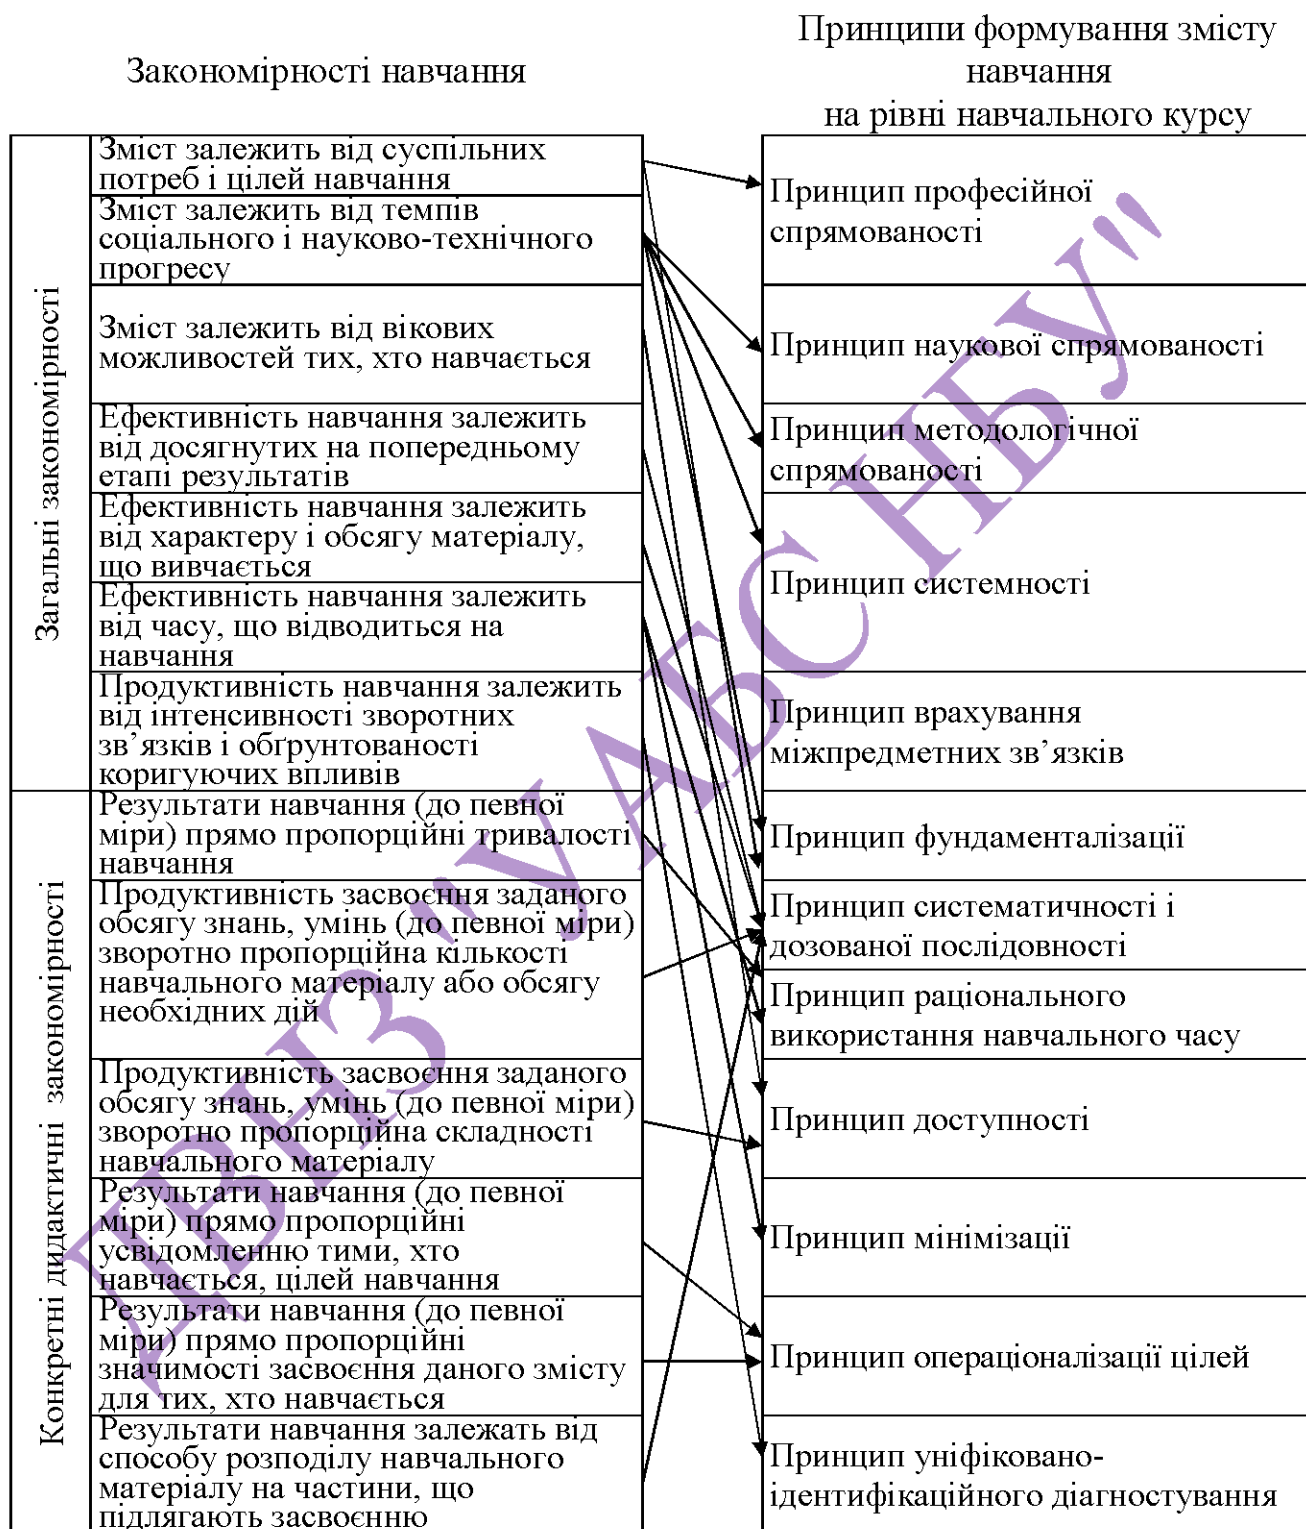 Закономірності навчання
Принципи формування змісту
навчання
на рівні навчального курсу
Загальні закономірності
Зміст залежить від суспільних
потреб і цілей навчання
Зміст залежить від темпів
соціального і науково-технічного
прогресу
Зміст залежить від вікових
можливостей тих, хто навчається
Ефективність навчання залежить
від досягнутих на попередньому
етапі результатів
Ефективність навчання залежить
від характеру і обсягу матеріалу,
що вивчається
Ефективність навчання залежить
від часу, що відводиться на
навчання
Продуктивність навчання залежить
від інтенсивності зворотних
зв’язків і обґрунтованості
коригуючих впливів
Конкретні дидактичні закономірності
Результати навчання (до певної
міри) прямо пропорційні тривалості
навчання
Продуктивність засвоєння заданого
обсягу знань, умінь (до певної міри)
зворотно пропорційна кількості
навчального матеріалу або обсягу
необхідних дій
Продуктивність засвоєння заданого
обсягу знань, умінь (до певної міри)
зворотно пропорційна складності
навчального матеріалу
Результати навчання (до певної
міри) прямо пропорційні
усвідомленню тими, хто
навчається, цілей навчання
Результати навчання (до певної
міри) прямо пропорційні
значимості засвоєння даного змісту
для тих, хто навчається
Результати навчання залежать від
способу розподілу навчального
матеріалу на частини, що
підлягають засвоєнню
Принцип професійної
спрямованості
Принцип наукової спрямованості
Принцип методологічної
спрямованості
Принцип системності
Принцип врахування
міжпредметних зв’язків
Принцип фундаменталізації
Принцип систематичності і
дозованої послідовності
Принцип раціонального
використання навчального часу
Принцип доступності
Принцип мінімізації
Принцип операціоналізації цілей
Принцип уніфіковано-
ідентифікаційного діагностування
ДВНЗ "УАБС НБУ"